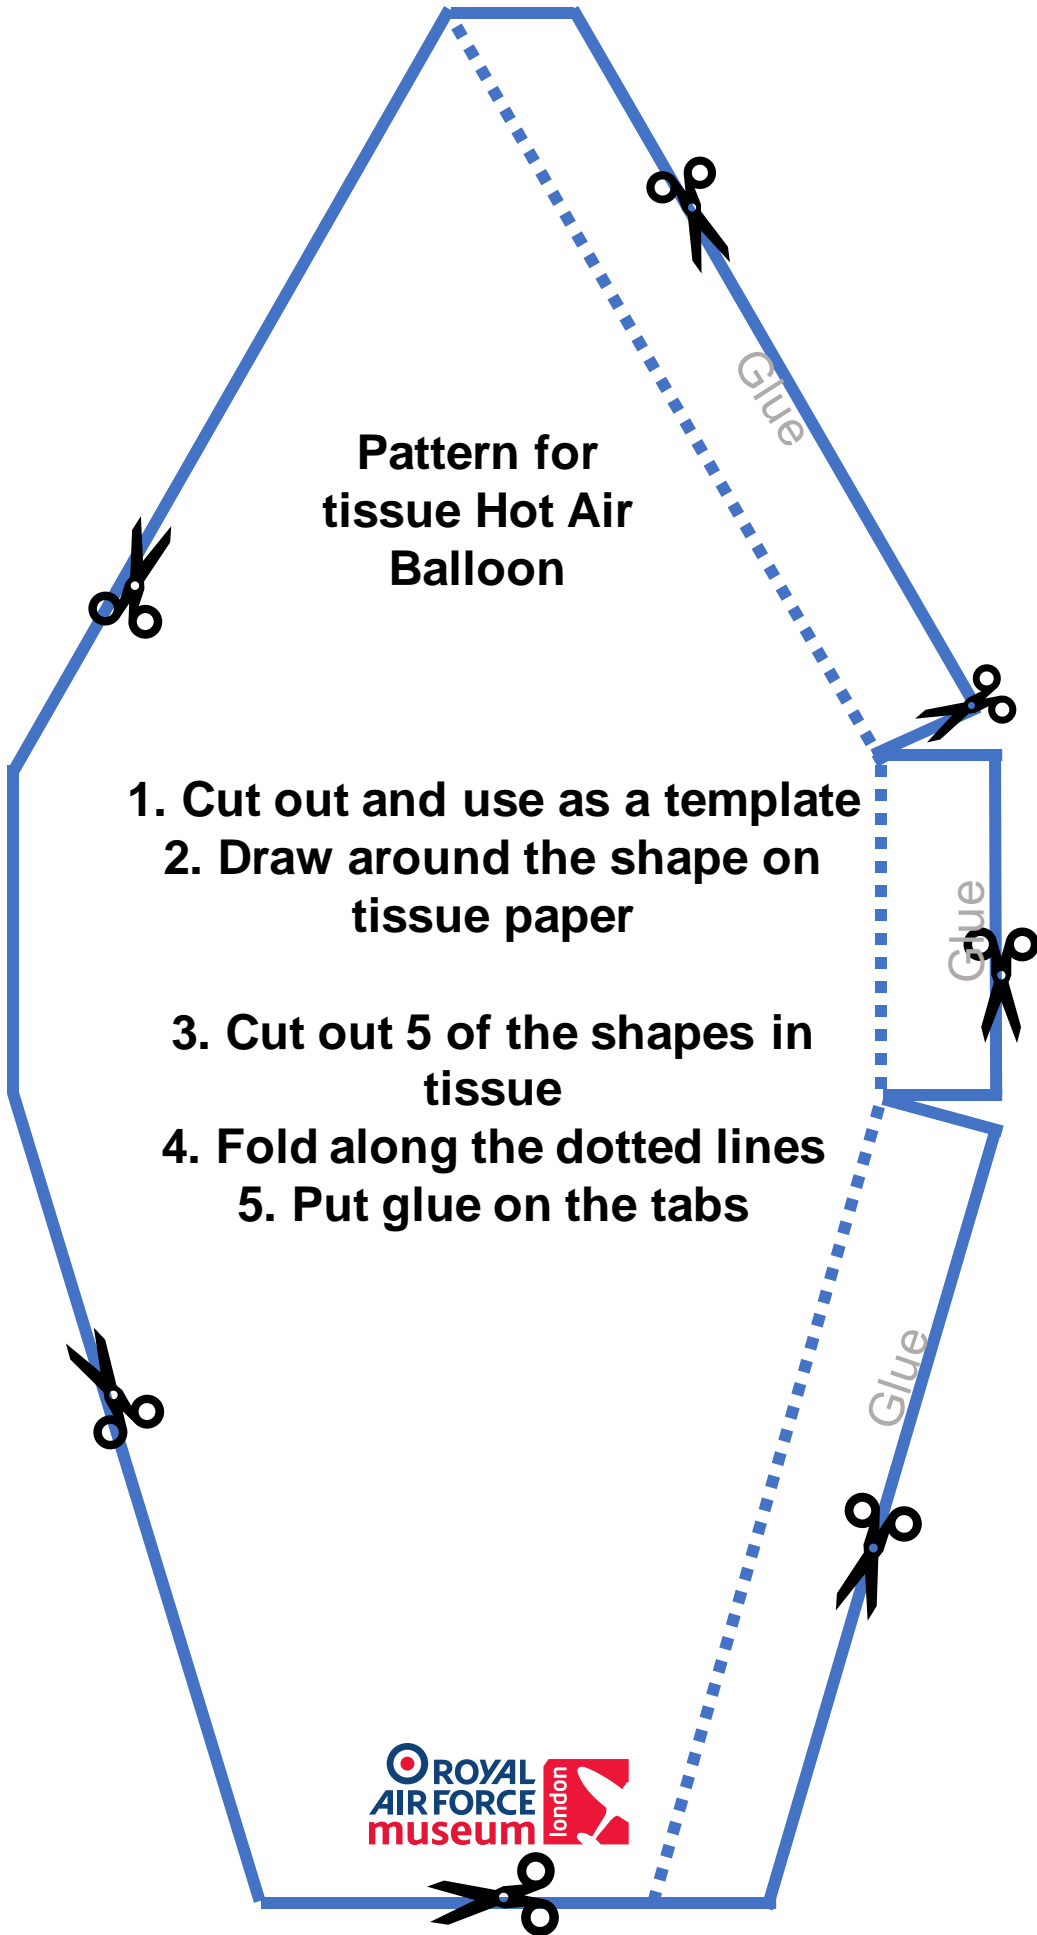 Glue
Pattern for
tissue Hot Air
Balloon
1. Cut out and use as a template
2. Draw around the shape on
tissue paper
Glue
3. Cut out 5 of the shapes in
tissue
4. Fold along the dotted lines
5. Put glue on the tabs
Glue
ROYAL
AIR FORCE
museum
london